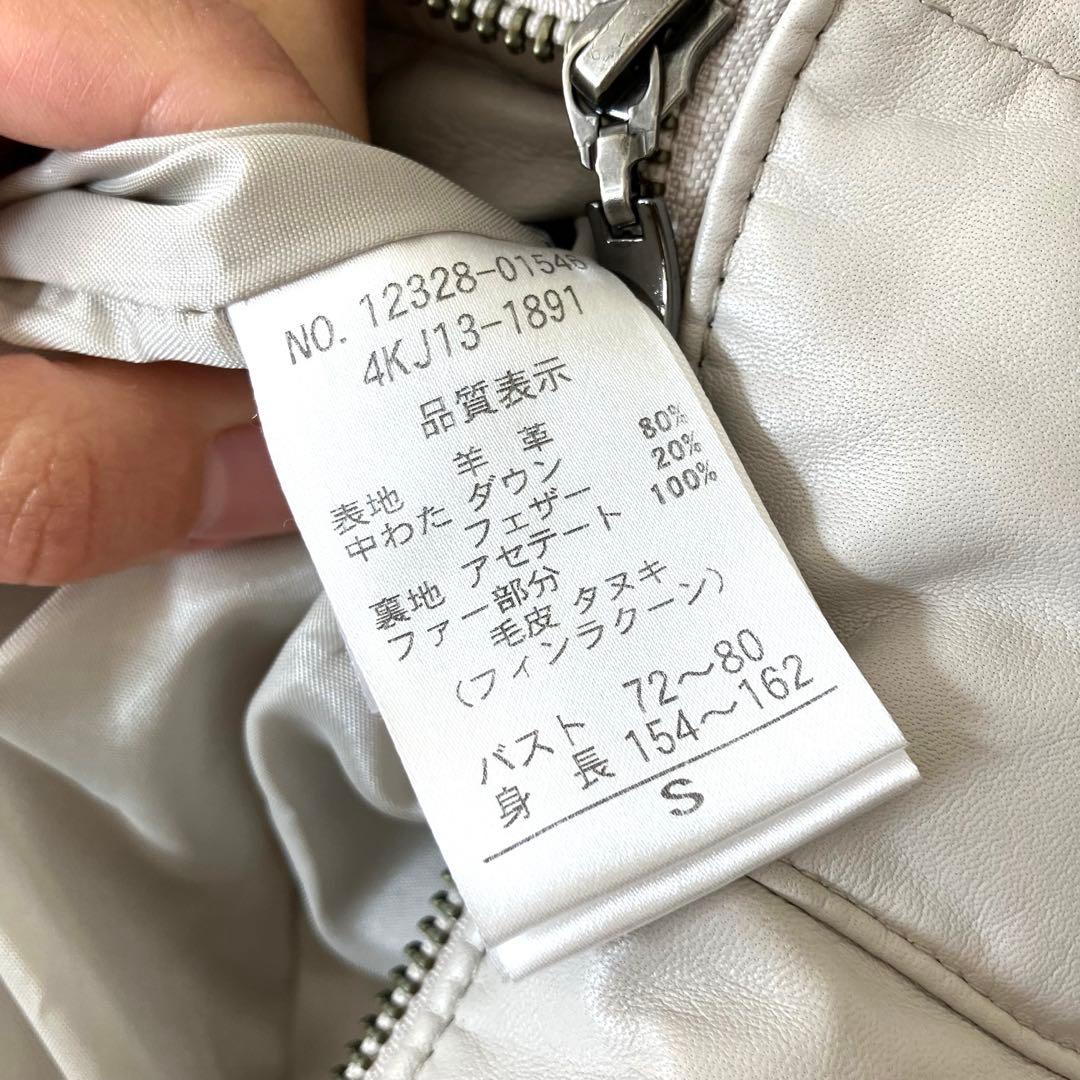 NO. 12328-01545
4KJ13-1891
品質表示
表地 羊 革
中わた ダウン 80%
フェザー 20%
裏地 アセテート 100%
ファー部分
毛皮 タヌキ
(フィンラクーン)
バスト 72～80
身 長 154～162
S